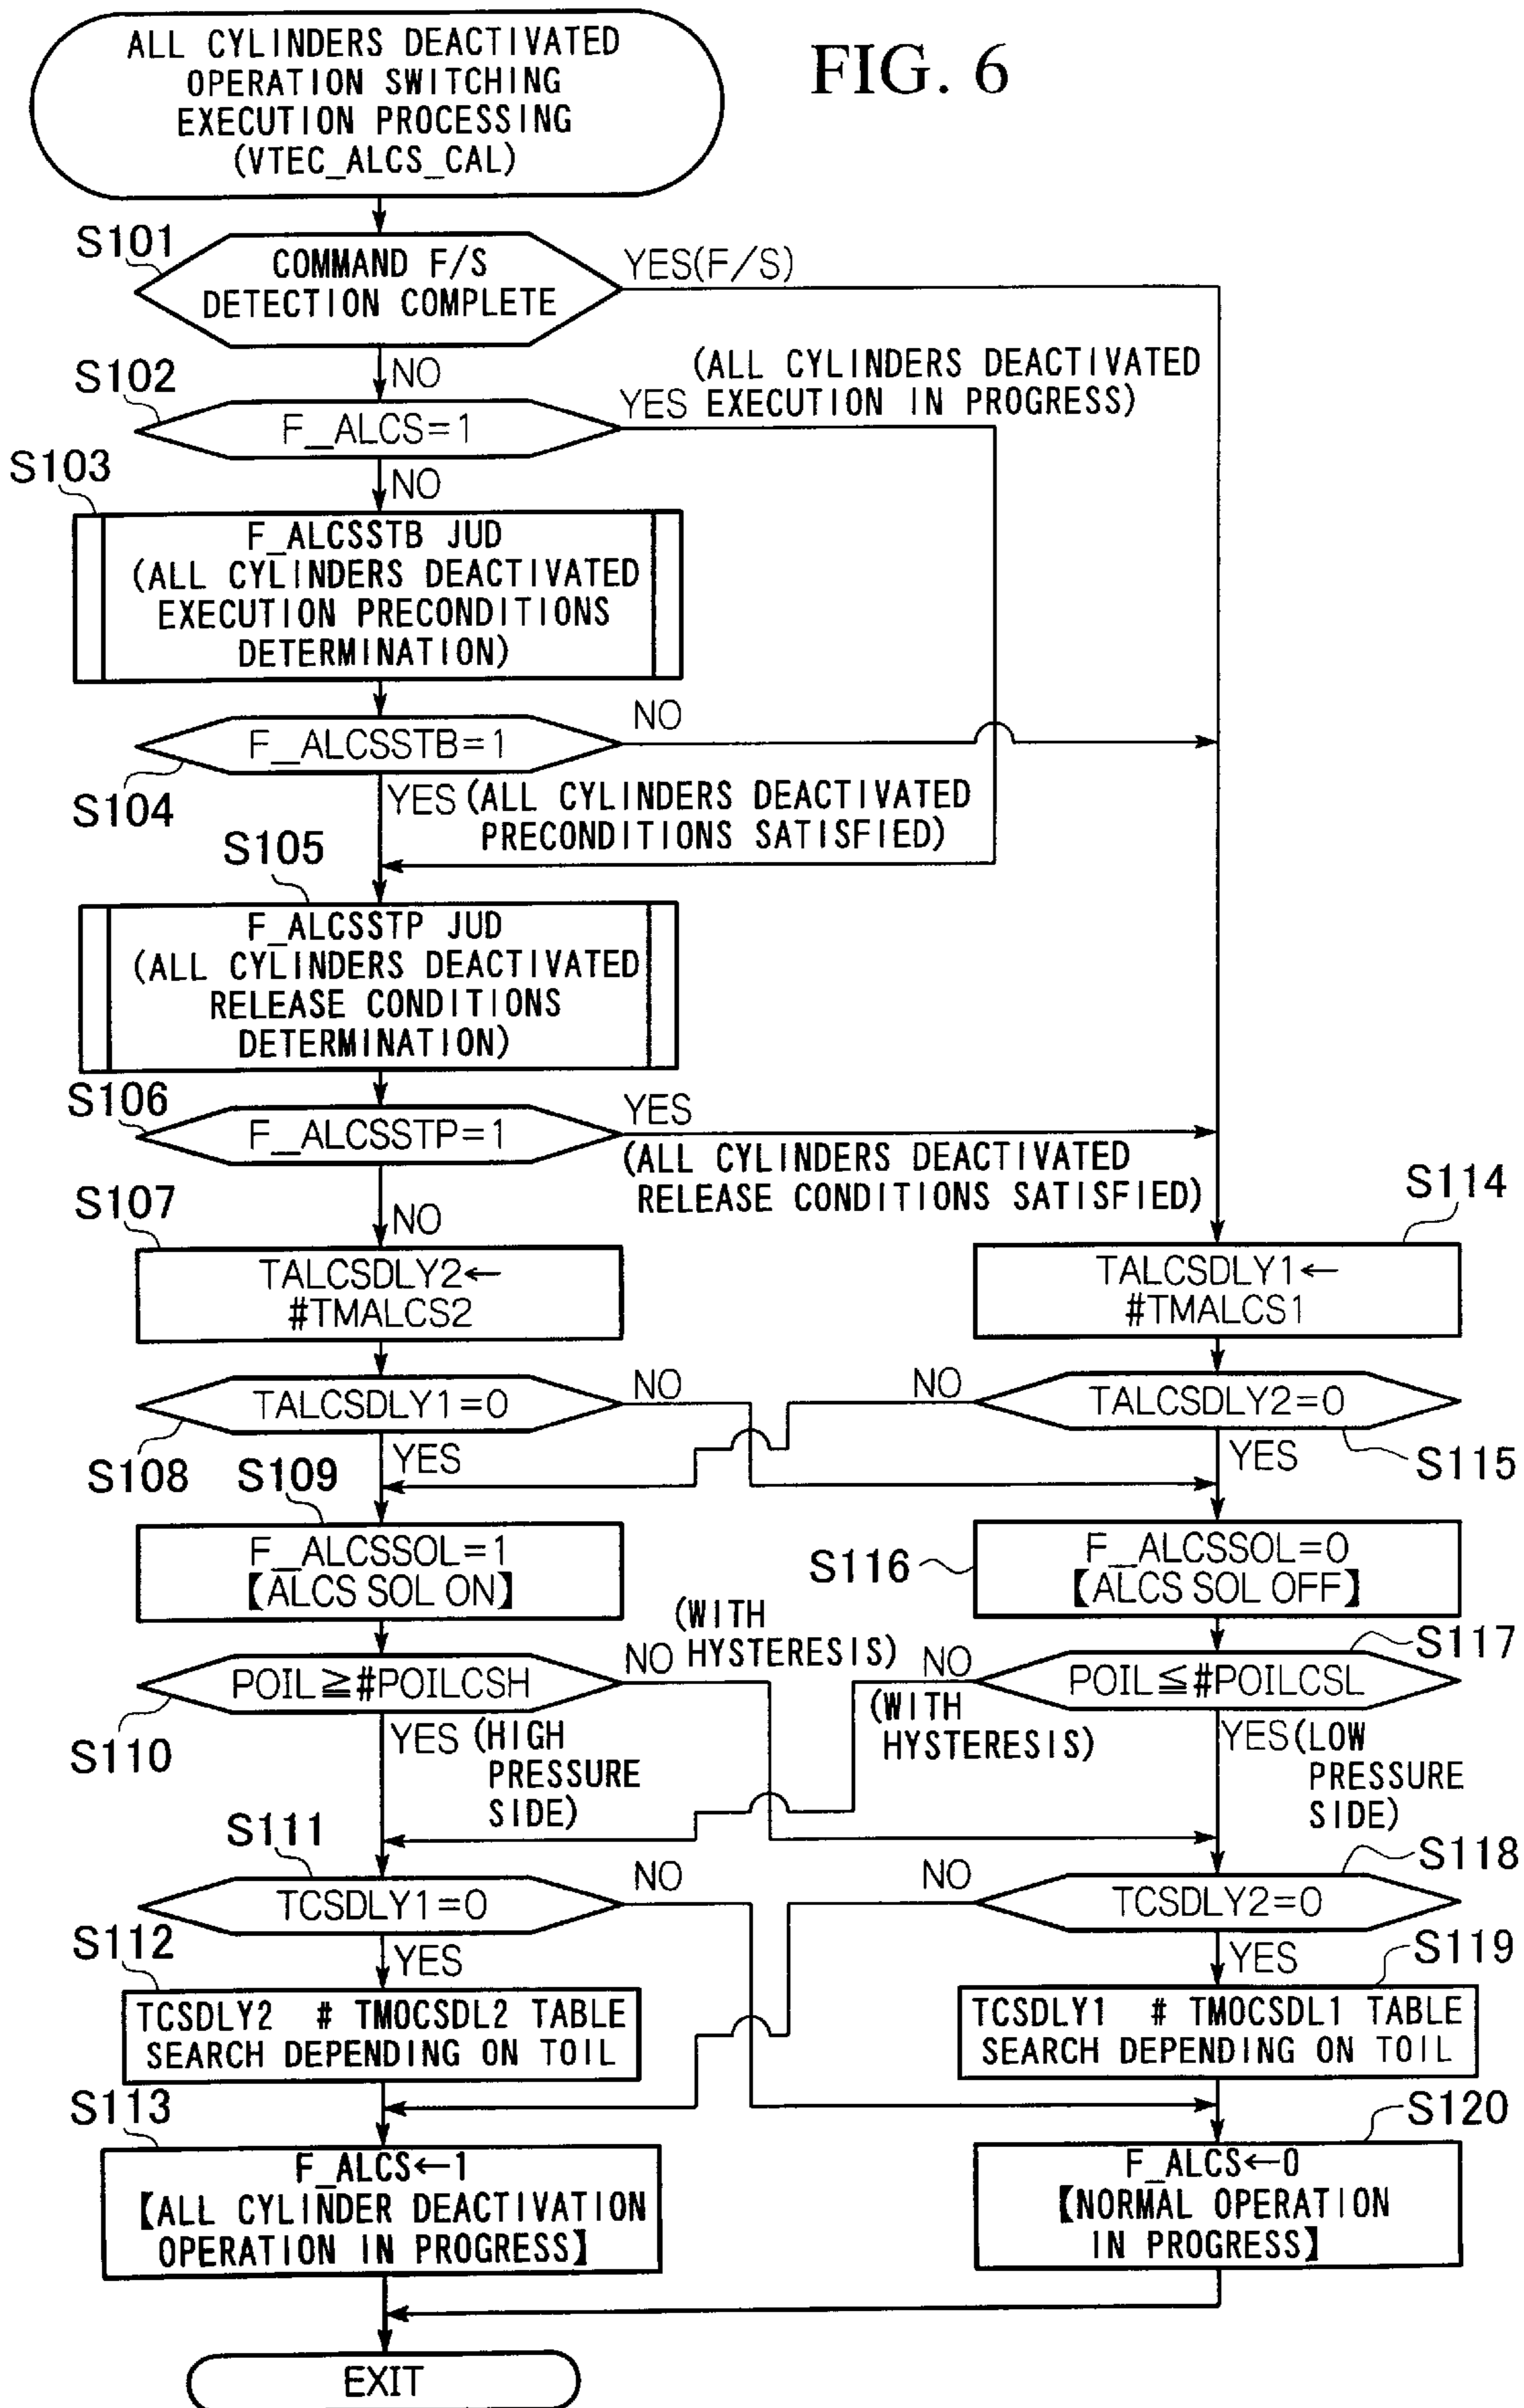 ALL CYLINDERS DEACTIVATED
OPERATION SWITCHING
EXECUTION PROCESSING
(VTEC_ALCS_CAL)
FIG. 6
S101
COMMAND F/S
DETECTION COMPLETE
YES(F/S)
NO
S102
F_ALCS=1
(ALL CYLINDERS DEACTIVATED
YES EXECUTION IN PROGRESS)
NO
S103
F_ALCSSTB JUD
(ALL CYLINDERS DEACTIVATED
EXECUTION PRECONDITIONS
DETERMINATION)
F_ALCSSTB=1
NO
S104
YES (ALL CYLINDERS DEACTIVATED
PRECONDITIONS SATISFIED)
S105
F_ALCSSTP JUD
(ALL CYLINDERS DEACTIVATED
RELEASE CONDITIONS
DETERMINATION)
S106
F_ALCSSTP=1
YES
(ALL CYLINDERS DEACTIVATED
RELEASE CONDITIONS SATISFIED)
NO
S107
TALCSDLY2←
#TMALCS2
S114
TALCSDLY1←
#TMALCS1
TALCSDLY1=0
NO
NO
TALCSDLY2=0
S108
YES
YES
S115
S109
F_ALCSSOL=1
【ALCS SOL ON】
S116
F_ALCSSOL=0
【ALCS SOL OFF】
POIL≧#POILCSH
NO
(WITH
HYSTERESIS)
S110
YES (HIGH
PRESSURE
SIDE)
S117
POIL≦#POILCSL
NO
(WITH
HYSTERESIS)
YES(LOW
PRESSURE
SIDE)
S111
TCSDLY1=0
NO
NO
TCSDLY2=0
S118
YES
YES
S112
TCSDLY2 # TMOCSDL2 TABLE
SEARCH DEPENDING ON TOIL
S119
TCSDLY1 # TMOCSDL1 TABLE
SEARCH DEPENDING ON TOIL
S113
F_ALCS←1
【ALL CYLINDER DEACTIVATION
OPERATION IN PROGRESS】
S120
F_ALCS←0
【NORMAL OPERATION
IN PROGRESS】
EXIT